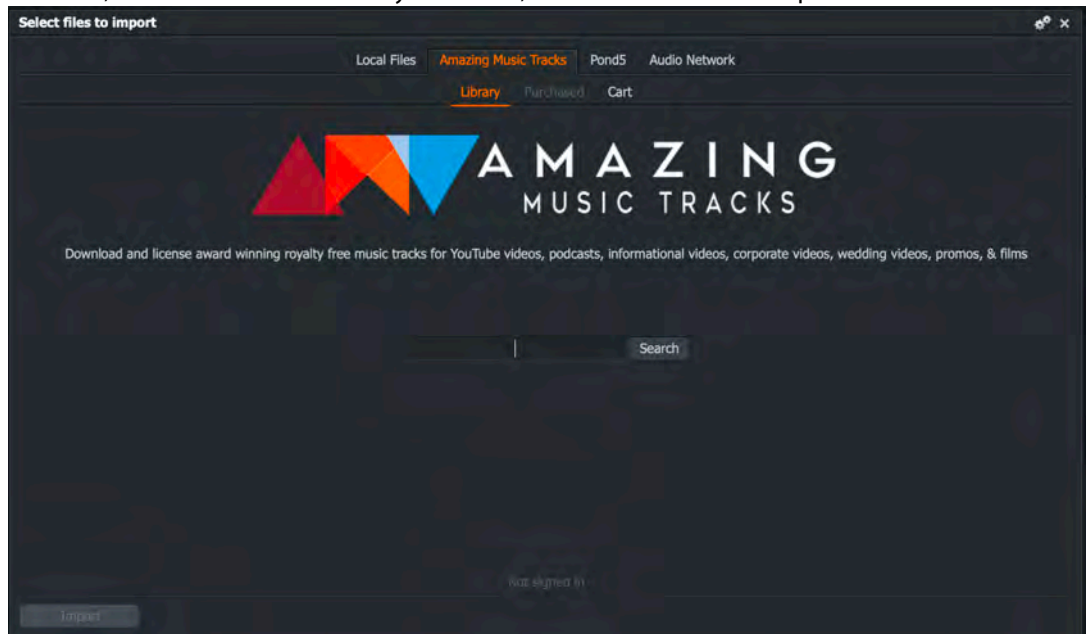 Select files to import
Local Files Amazing Music Tracks Pond5 Audio Network
Library Purchased Cart
AMAZING
MUSIC TRACKS
Download and license award winning royalty free music tracks for YouTube videos, podcasts, informational videos, corporate videos, wedding videos, promos, & films
Search
Not signed in
Import